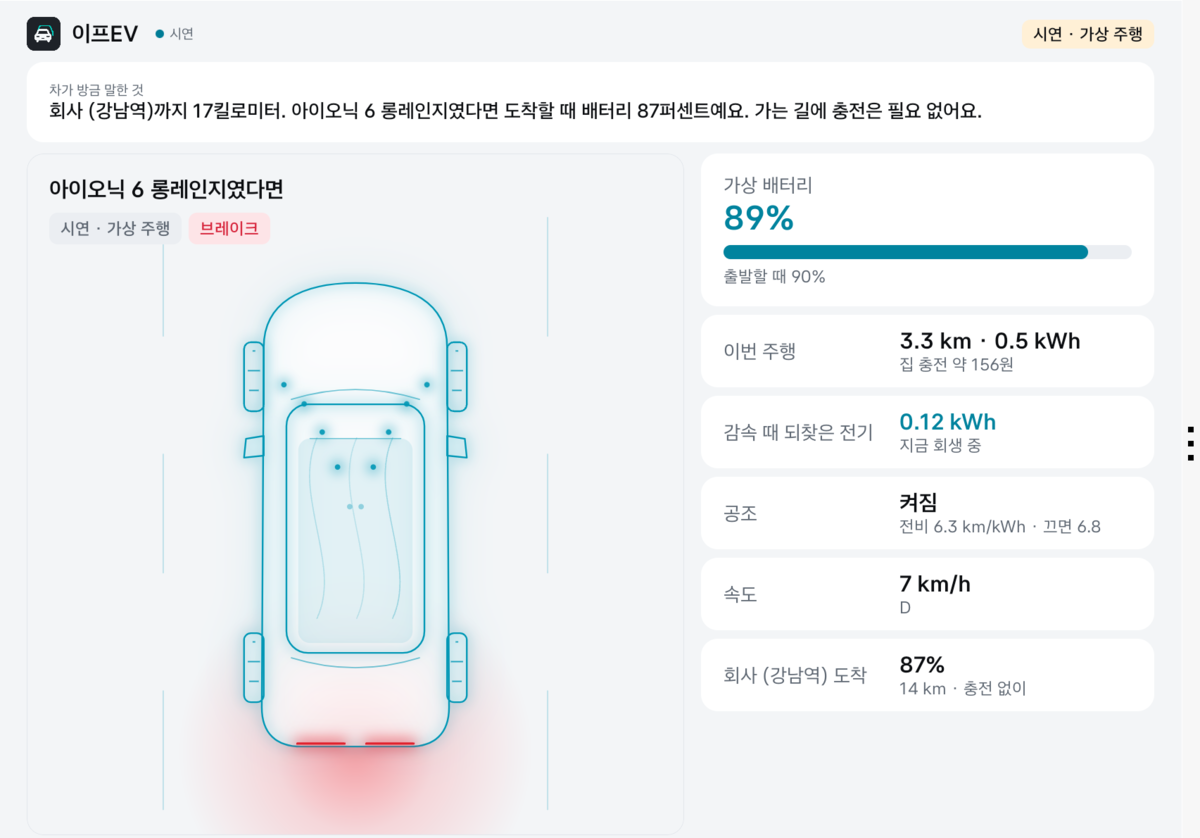 이프EV
시연
시연 · 가상 주행
차가 방금 말한 것
회사 (강남역)까지 17킬로미터. 아이오닉 6 롱레인지였다면 도착할 때 배터리 87퍼센트예요. 가는 길에 충전은 필요 없어요.
아이오닉 6 롱레인지였다면
시연 · 가상 주행
브레이크
가상 배터리
89%
출발할 때 90%
이번 주행
3.3 km · 0.5 kWh
집 충전 약 156원
감속 때 되찾은 전기
0.12 kWh
지금 회생 중
공조
켜짐
전비 6.3 km/kWh · 끄면 6.8
속도
7 km/h
D
회사 (강남역) 도착
87%
14 km · 충전 없이